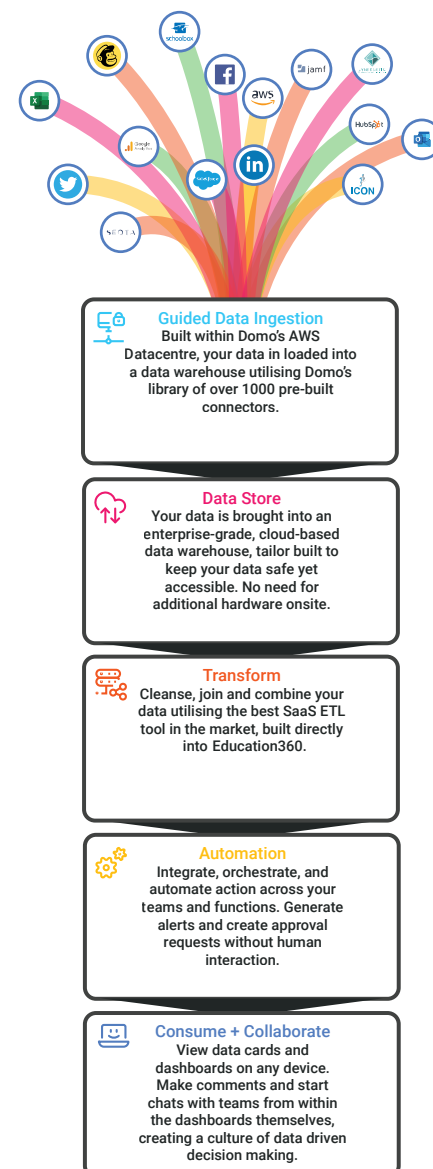 schoolbox
aws
jamf
Google
Analytics
HubSpot
in
salesforce
ICON
SEQTA
Guided Data Ingestion
Built within Domo's AWS
Datacentre, your data in loaded into
a data warehouse utilising Domo's
library of over 1000 pre-built
connectors.
Data Store
Your data is brought into an
enterprise-grade, cloud-based
data warehouse, tailor built to
keep your data safe yet
accessible. No need for
additional hardware onsite.
Transform
Cleanse, join and combine your
data utilising the best SaaS ETL
tool in the market, built directly
into Education360.
Automation
Integrate, orchestrate, and
automate action across your
teams and functions. Generate
alerts and create approval
requests without human
interaction.
Consume + Collaborate
View data cards and
dashboards on any device.
Make comments and start
chats with teams from within
the dashboards themselves,
creating a culture of data driven
decision making.